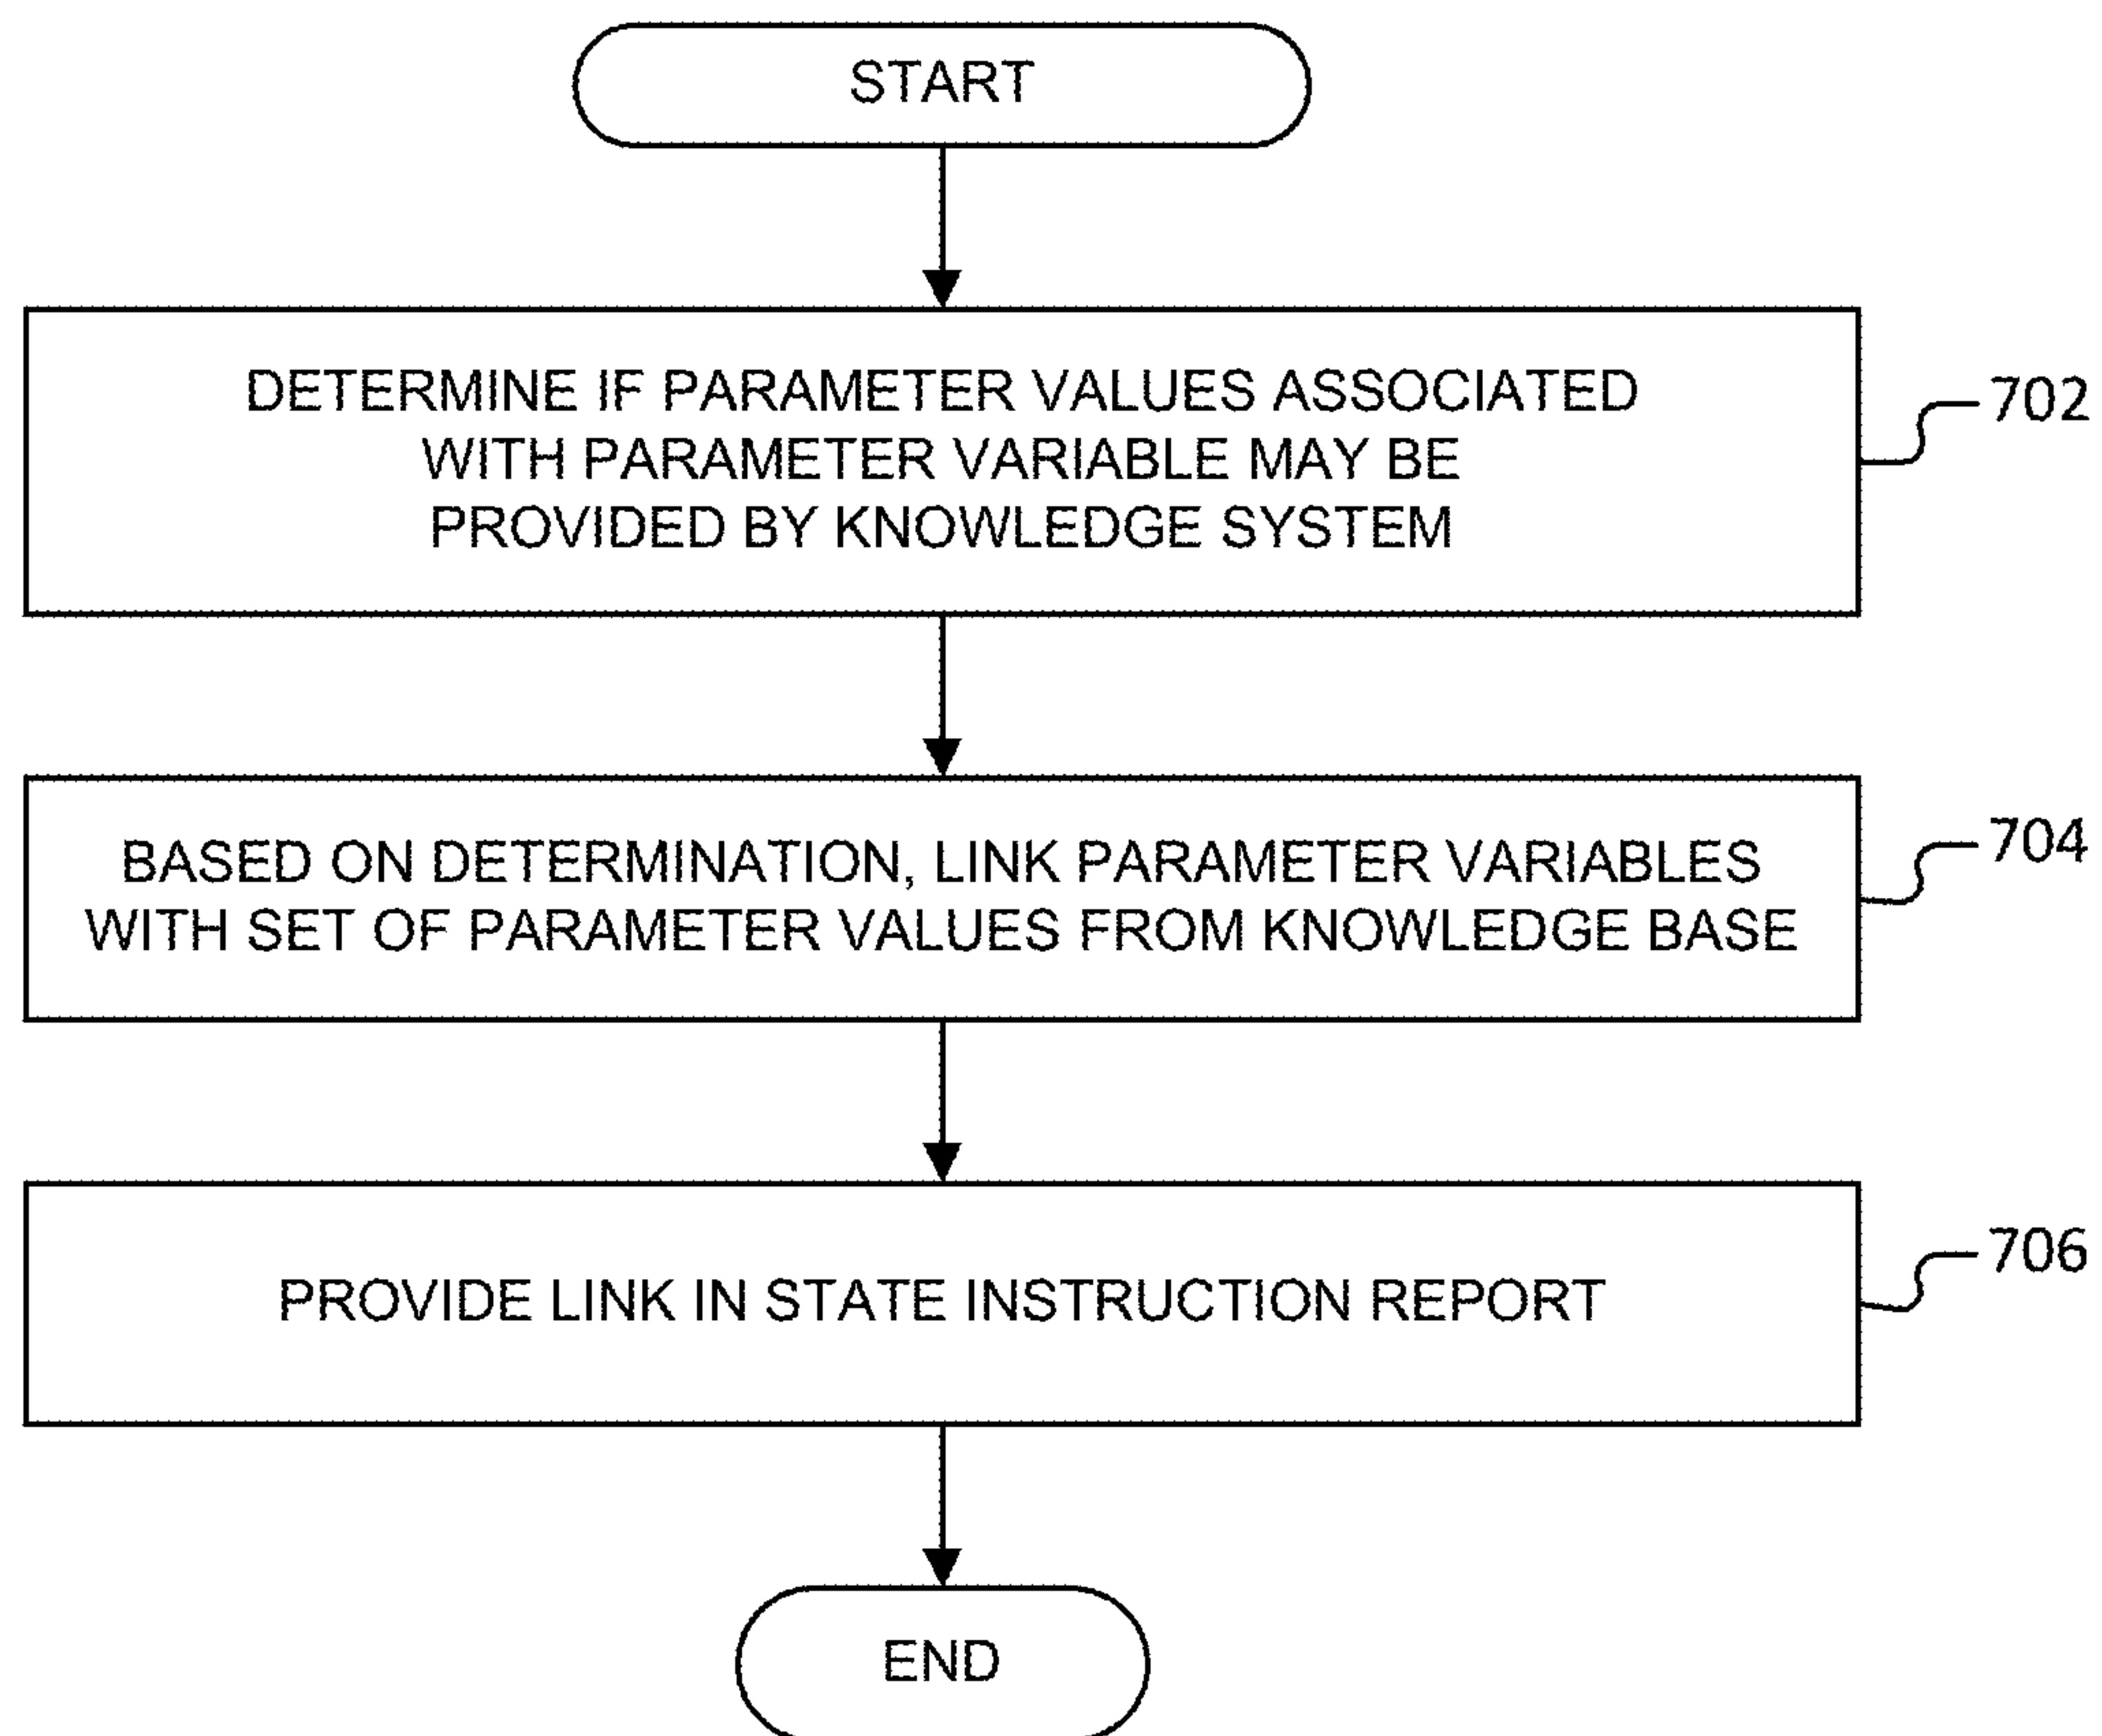 START
DETERMINE IF PARAMETER VALUES ASSOCIATED
WITH PARAMETER VARIABLE MAY BE
PROVIDED BY KNOWLEDGE SYSTEM
702
BASED ON DETERMINATION, LINK PARAMETER VARIABLES
WITH SET OF PARAMETER VALUES FROM KNOWLEDGE BASE
704
PROVIDE LINK IN STATE INSTRUCTION REPORT
706
END